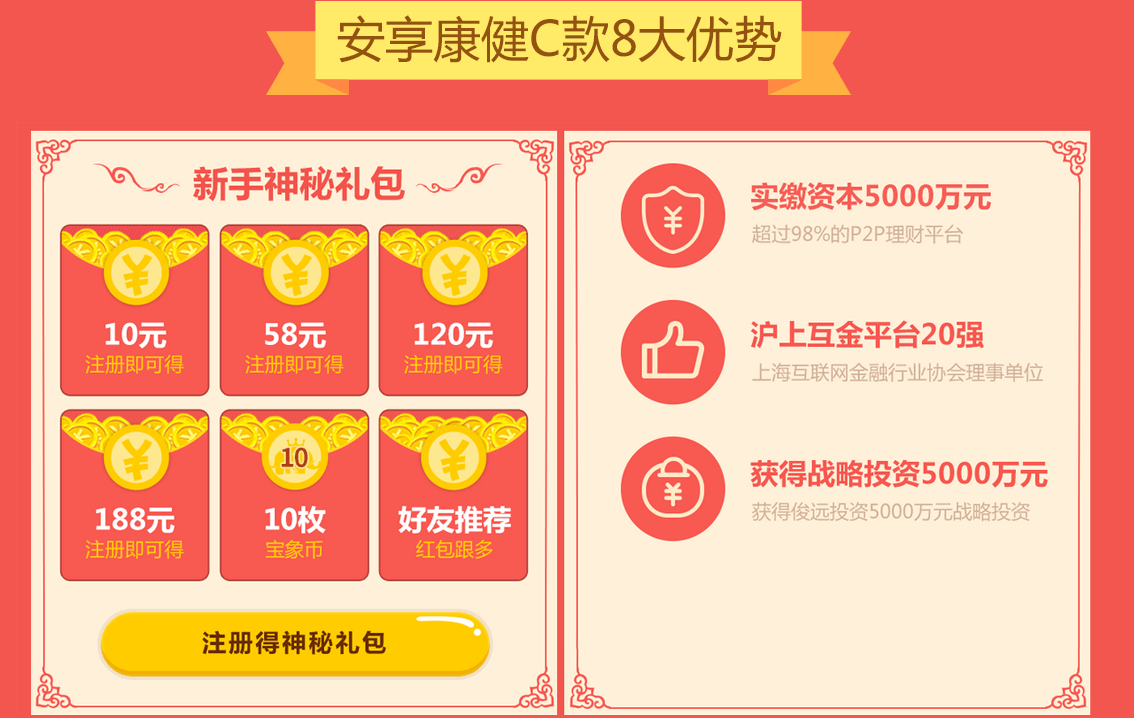 安享康健C款8大优势
新手神秘礼包
10元
注册即可得
58元
注册即可得
120元
注册即可得
188元
注册即可得
10
10枚
宝象币
好友推荐
红包跟多
注册得神秘礼包
实缴资本5000万元
超过98%的P2P理财平台
沪上互金平台20强
上海互联网金融行业协会理事单位
获得战略投资5000万元
获得俊远投资5000万元战略投资